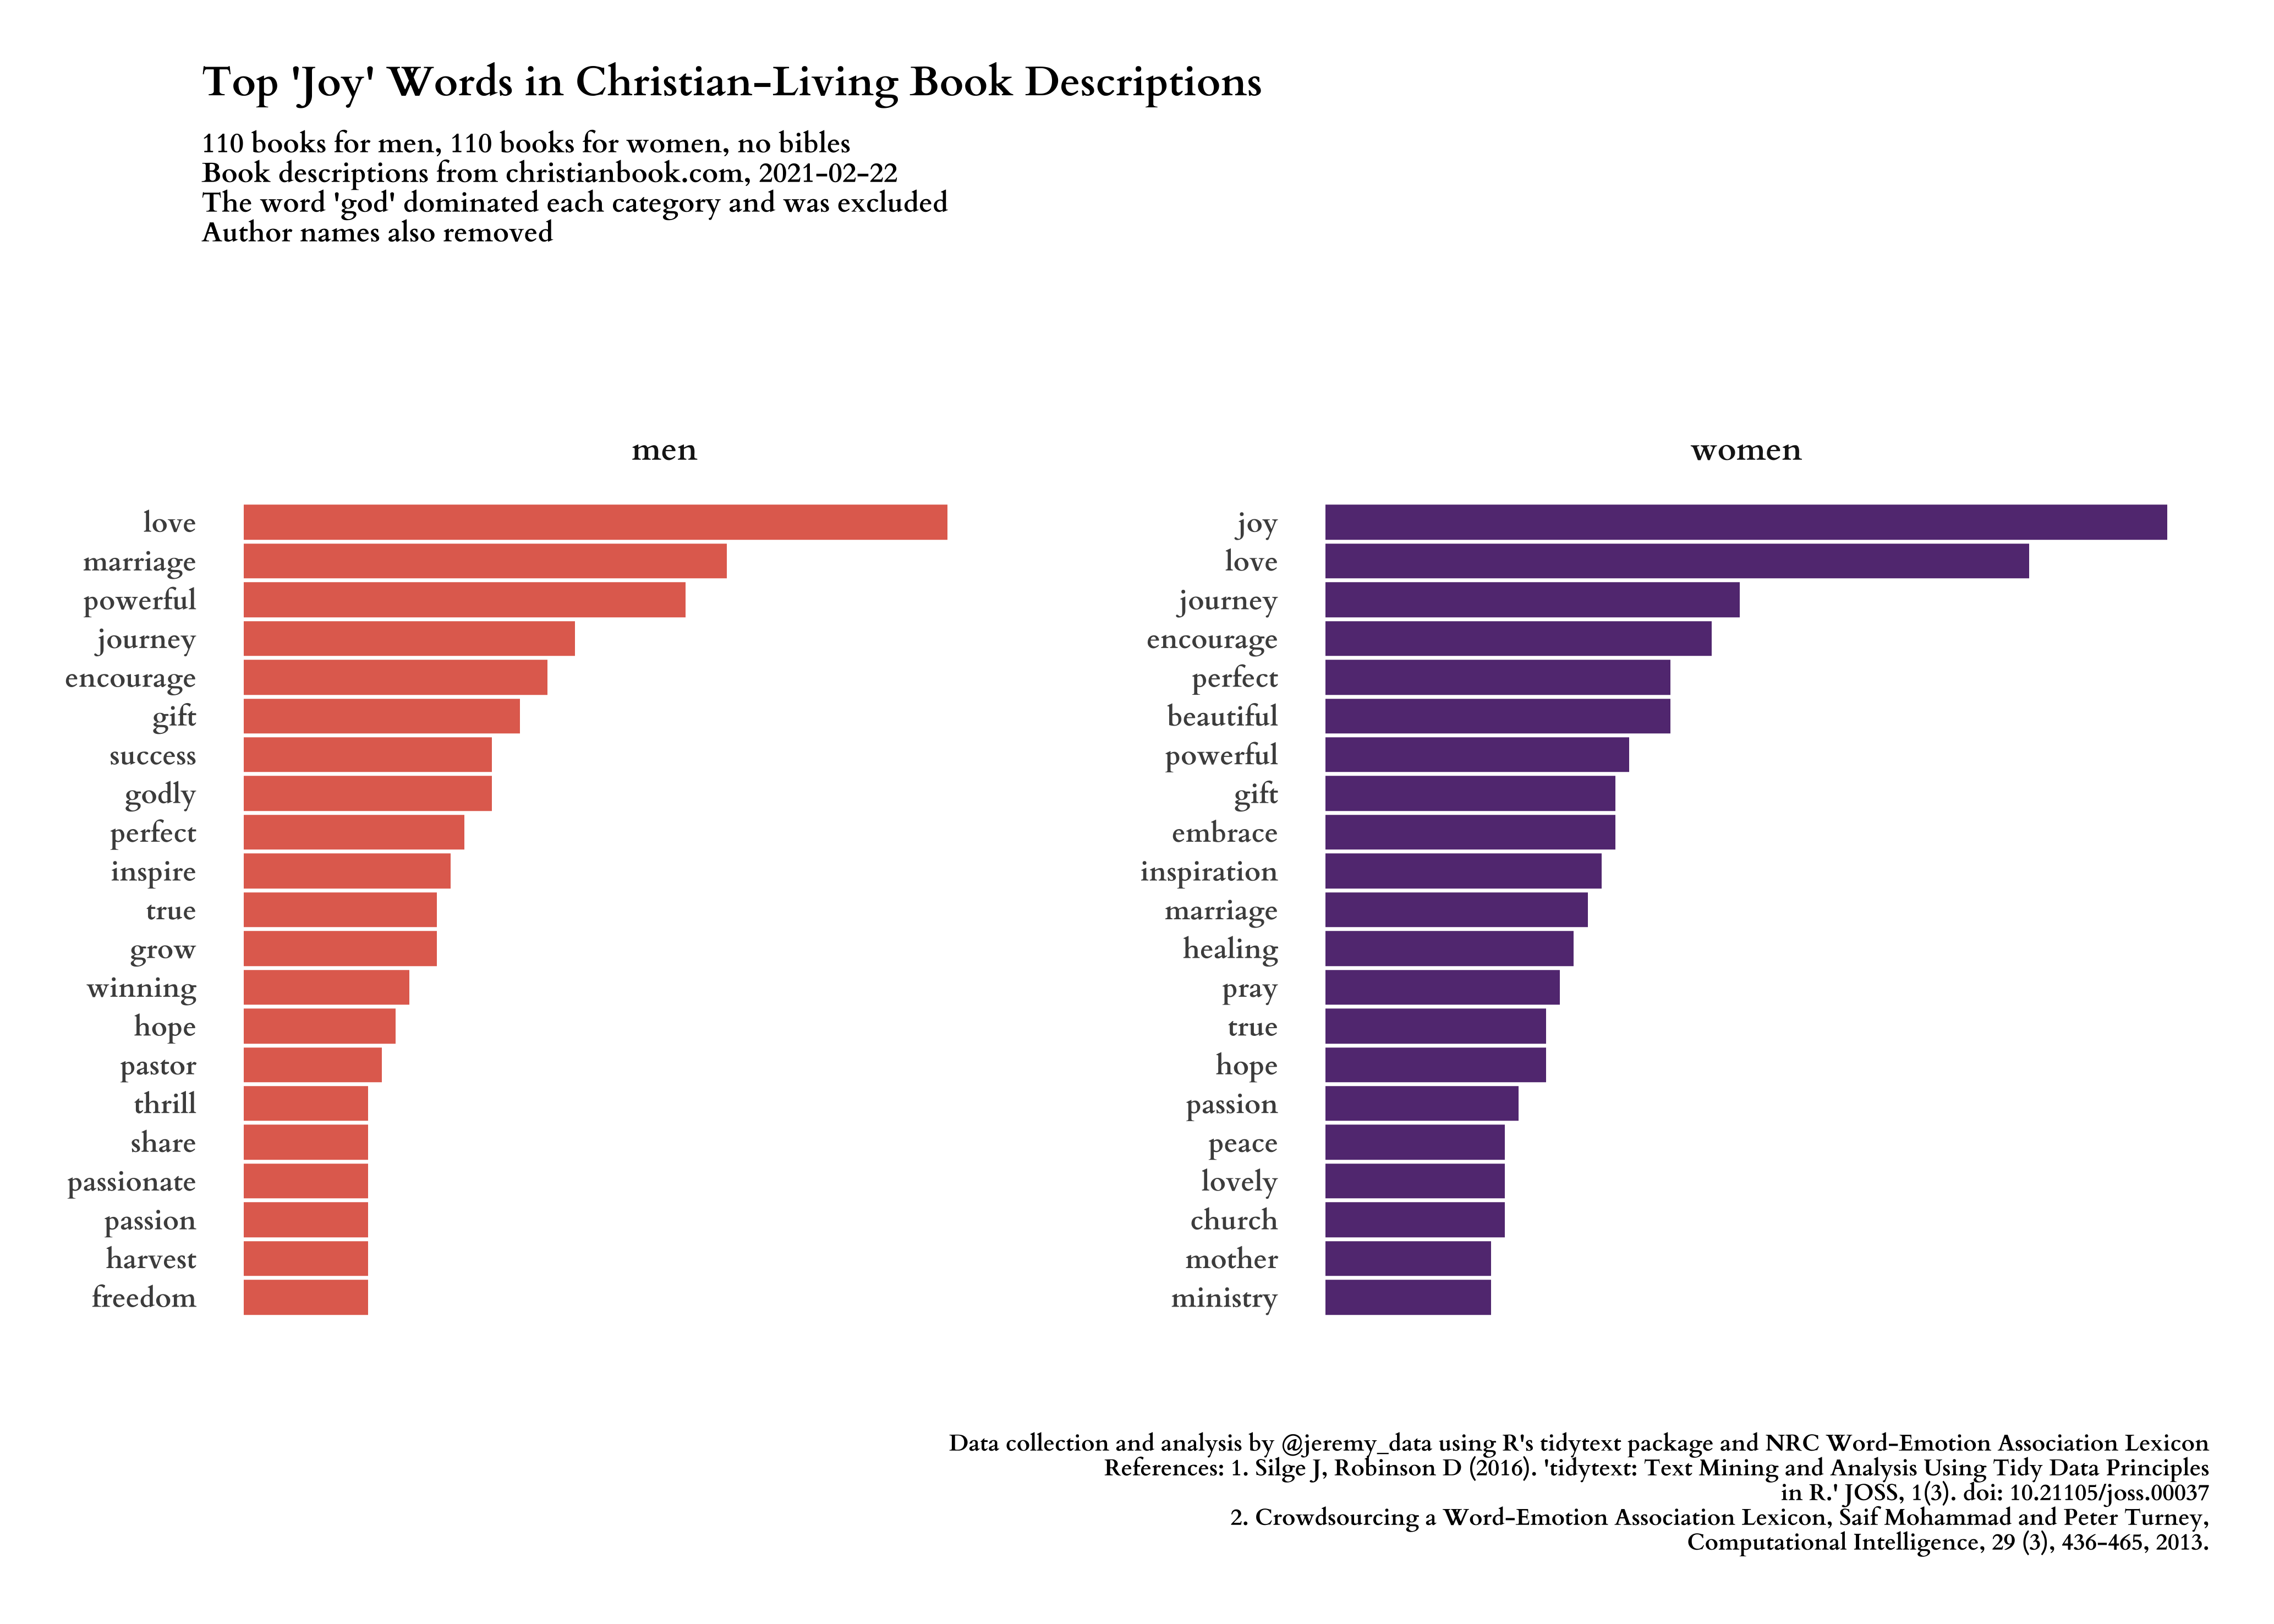 Top 'Joy' Words in Christian-Living Book Descriptions
110 books for men, 110 books for women, no bibles
Book descriptions from christianbook.com, 2021-02-22
The word 'god' dominated each category and was excluded
Author names also removed
men
love
marriage
powerful
journey
encourage
gift
success
godly
perfect
inspire
true
grow
winning
hope
pastor
thrill
share
passionate
passion
harvest
freedom
women
joy
love
journey
encourage
perfect
beautiful
powerful
gift
embrace
inspiration
marriage
healing
pray
true
hope
passion
peace
lovely
church
mother
ministry
Data collection and analysis by @jeremy_data using R's tidytext package and NRC Word-Emotion Association Lexicon
References: 1. Silge J, Robinson D (2016). 'tidytext: Text Mining and Analysis Using Tidy Data Principles
in R.' JOSS, 1(3). doi: 10.21105/joss.00037
2. Crowdsourcing a Word-Emotion Association Lexicon, Saif Mohammad and Peter Turney,
Computational Intelligence, 29 (3), 436-465, 2013.